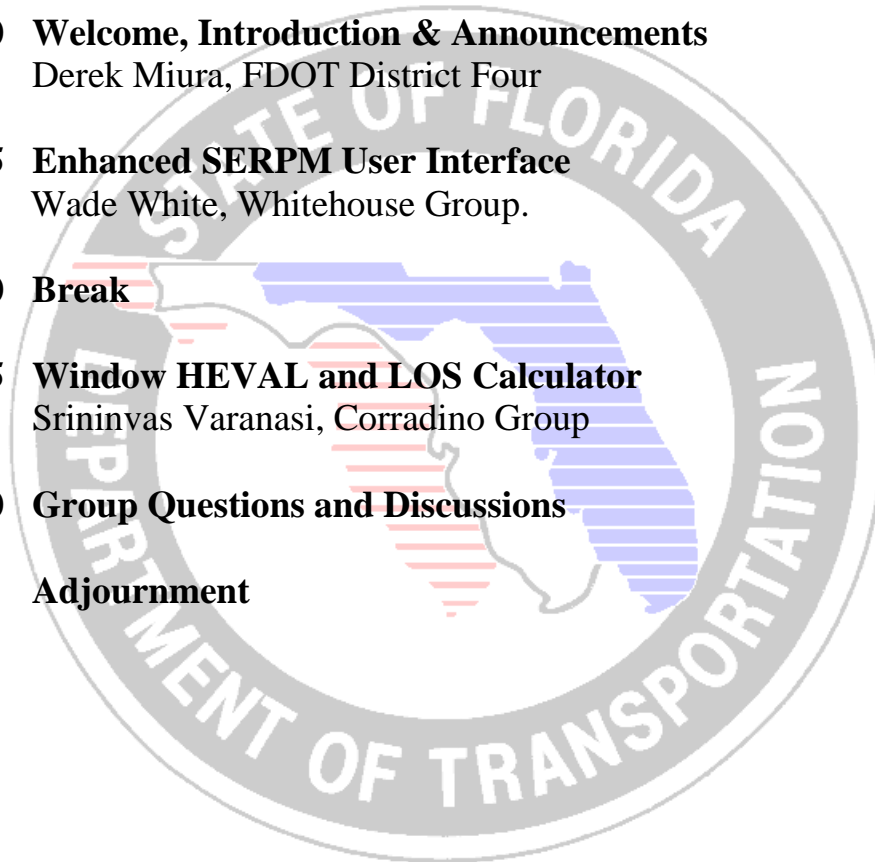 0 Welcome, Introduction & Announcements
Derek Miura, FDOT District Four
5 Enhanced SERPM User Interface
Wade White, Whitehouse Group.
0 Break
5 Window HEVAL and LOS Calculator
Srininvas Varanasi, Corradino Group
0 Group Questions and Discussions
Adjournment
STATE OF FLORIDA
DEPARTMENT OF TRANSPORTATION